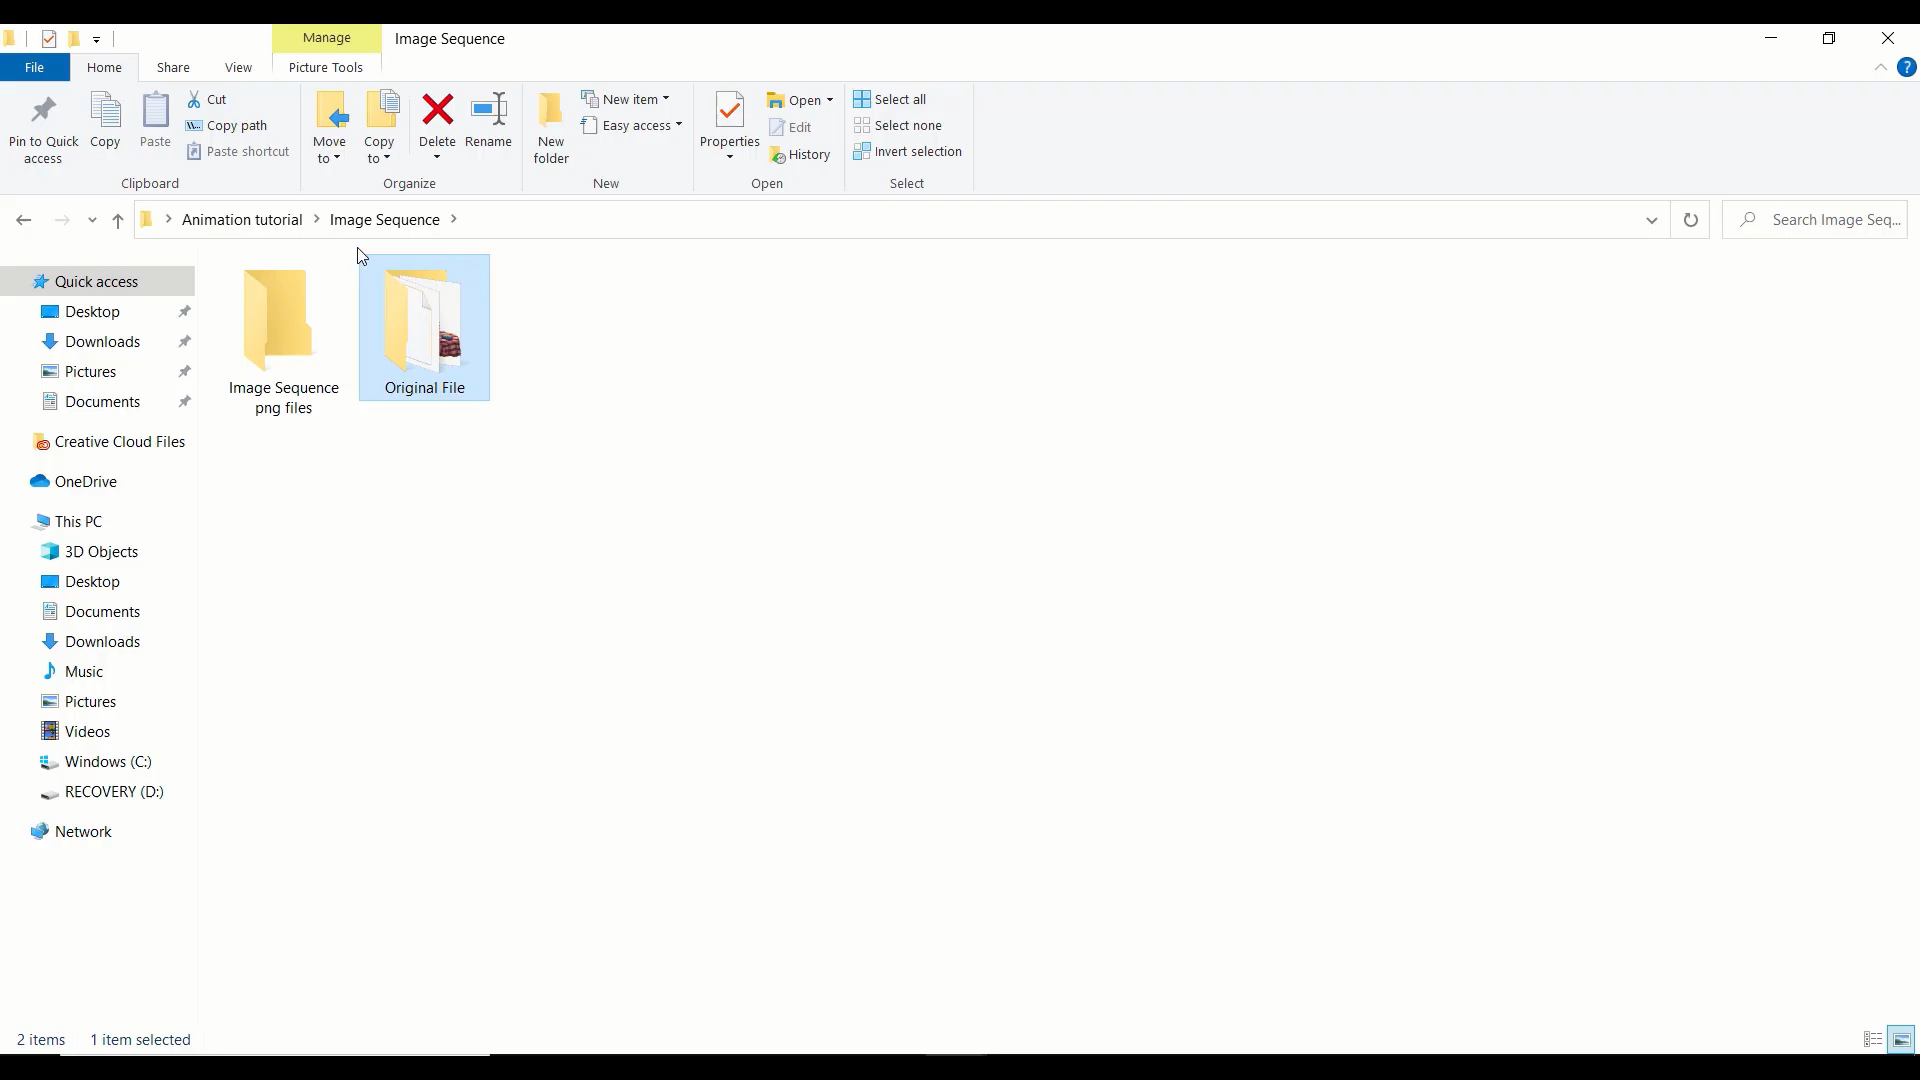 Manage
Image Sequence
File
Home
Share
View
Picture Tools
Pin to Quick
access
Copy
Paste
Cut
Copy path
Paste shortcut
Clipboard
Move
to
Copy
to
Delete
Rename
Organize
New
folder
New item
Easy access
New
Properties
Open
Edit
History
Open
Select all
Select none
Invert selection
Select
Animation tutorial
Image Sequence
Search Image Seq...
Quick access
Desktop
Downloads
Pictures
Documents
Creative Cloud Files
OneDrive
This PC
3D Objects
Desktop
Documents
Downloads
Music
Pictures
Videos
Windows (C:)
RECOVERY (D:)
Network
Image Sequence
png files
Original File
2 items
1 item selected